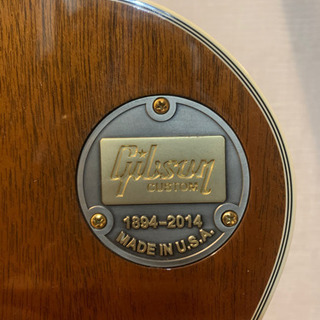 Gibson
CUSTOM
1894-2014
MADE IN U.S.A.